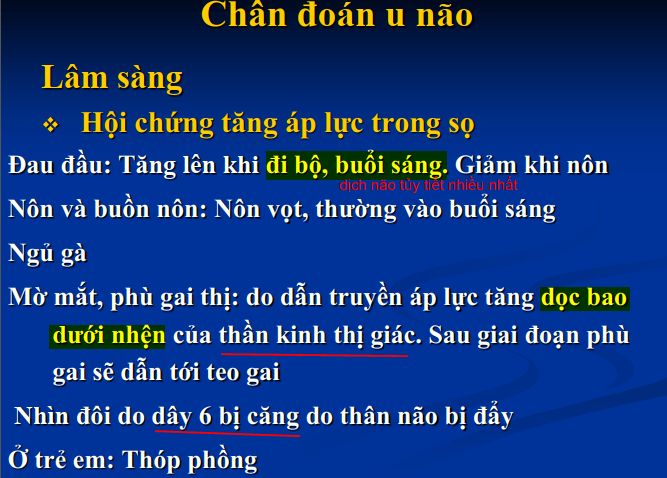 Chẩn đoán u não
Lâm sàng
❖ Hội chứng tăng áp lực trong sọ
Đau đầu: Tăng lên khi đi bộ, buổi sáng. Giảm khi nôn
dịch não tủy tiết nhiều nhất
Nôn và buồn nôn: Nôn vọt, thường vào buổi sáng
Ngủ gà
Mờ mắt, phù gai thị: do dẫn truyền áp lực tăng dọc bao
dưới nhện của thần kinh thị giác. Sau giai đoạn phù
gai sẽ dẫn tới teo gai
Nhìn đôi do dây 6 bị căng do thân não bị đẩy
Ở trẻ em: Thóp phồng